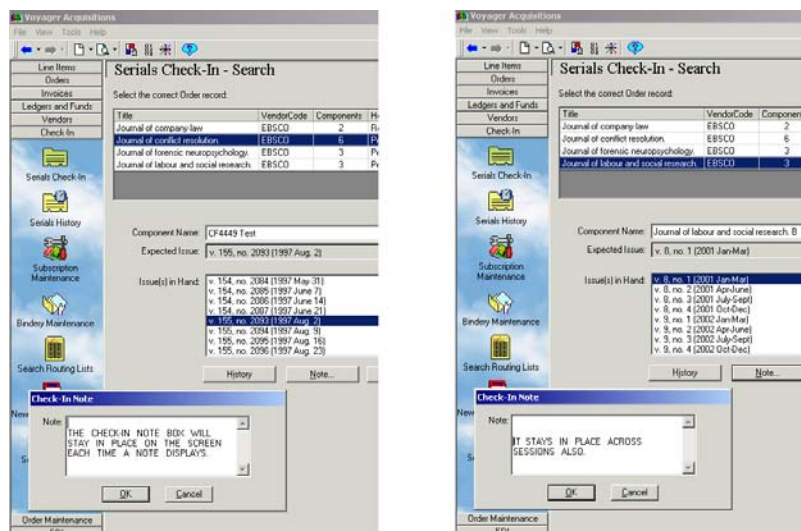 Voyager Acquisitions
File View Tools Help
Line Items
Orders
Invoices
Ledgers and Funds
Vendors
Check-In
Serials Check-In
Serials History
Subscription
Maintenance
Bindery Maintenance
Search Routing Lists
New
Order Maintenance
EDI
Serials Check-In - Search
Select the correct Order record:
Title VendorCode Components
Journal of company law EBSCO 2
Journal of conflict resolution. EBSCO 6
Journal of forensic neuropsychology. EBSCO 3
Journal of labour and social research. EBSCO 3
Component Name: CF4449 Test
Expected Issue: v. 155, no. 2093 (1997 Aug. 2)
Issue(s) in Hand:
v. 154, no. 2084 (1997 May 31)
v. 154, no. 2085 (1997 June 7)
v. 154, no. 2086 (1997 June 14)
v. 154, no. 2087 (1997 June 21)
v. 155, no. 2093 (1997 Aug. 2)
v. 155, no. 2094 (1997 Aug. 9)
v. 155, no. 2095 (1997 Aug. 16)
v. 155, no. 2096 (1997 Aug. 23)
History Note...
Check-In Note
Note:
THE CHECK-IN NOTE BOX WILL
STAY IN PLACE ON THE SCREEN
EACH TIME A NOTE DISPLAYS.
OK Cancel
Voyager Acquisitions
File View Tools Help
Line Items
Orders
Invoices
Ledgers and Funds
Vendors
Check-In
Serials Check-In
Serials History
Subscription
Maintenance
Bindery Maintenance
Search Routing Lists
New
Order Maintenance
Serials Check-In - Search
Select the correct Order record:
Title VendorCode Component
Journal of company law EBSCO 2
Journal of conflict resolution. EBSCO 6
Journal of forensic neuropsychology. EBSCO 3
Journal of labour and social research. EBSCO 3
Component Name: Journal of labour and social research. B
Expected Issue: v. 8, no. 1 (2001 Jan-Mar)
Issue(s) in Hand:
v. 8, no. 1 (2001 Jan-Mar)
v. 8, no. 2 (2001 Apr-June)
v. 8, no. 3 (2001 July-Sept)
v. 8, no. 4 (2001 Oct-Dec)
v. 9, no. 1 (2002 Jan-Mar)
v. 9, no. 2 (2002 Apr-June)
v. 9, no. 3 (2002 July-Sept)
v. 9, no. 4 (2002 Oct-Dec)
History Note...
Check-In Note
Note:
IT STAYS IN PLACE ACROSS
SESSIONS ALSO.
OK Cancel